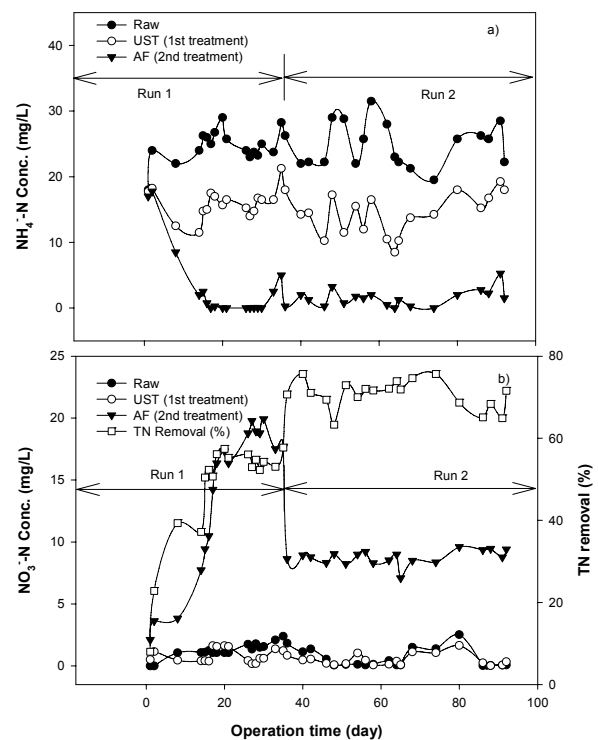 Raw
UST (1st treatment)
AF (2nd treatment)
a)
Run 1
Run 2
NH₄⁻-N Conc. (mg/L)
40
30
20
10
0
b)
Raw
UST (1st treatment)
AF (2nd treatment)
TN Removal (%)
Run 1
Run 2
NO₃⁻-N Conc. (mg/L)
25
20
15
10
5
0
TN removal (%)
80
60
40
20
0
0 20 40 60 80 100
Operation time (day)